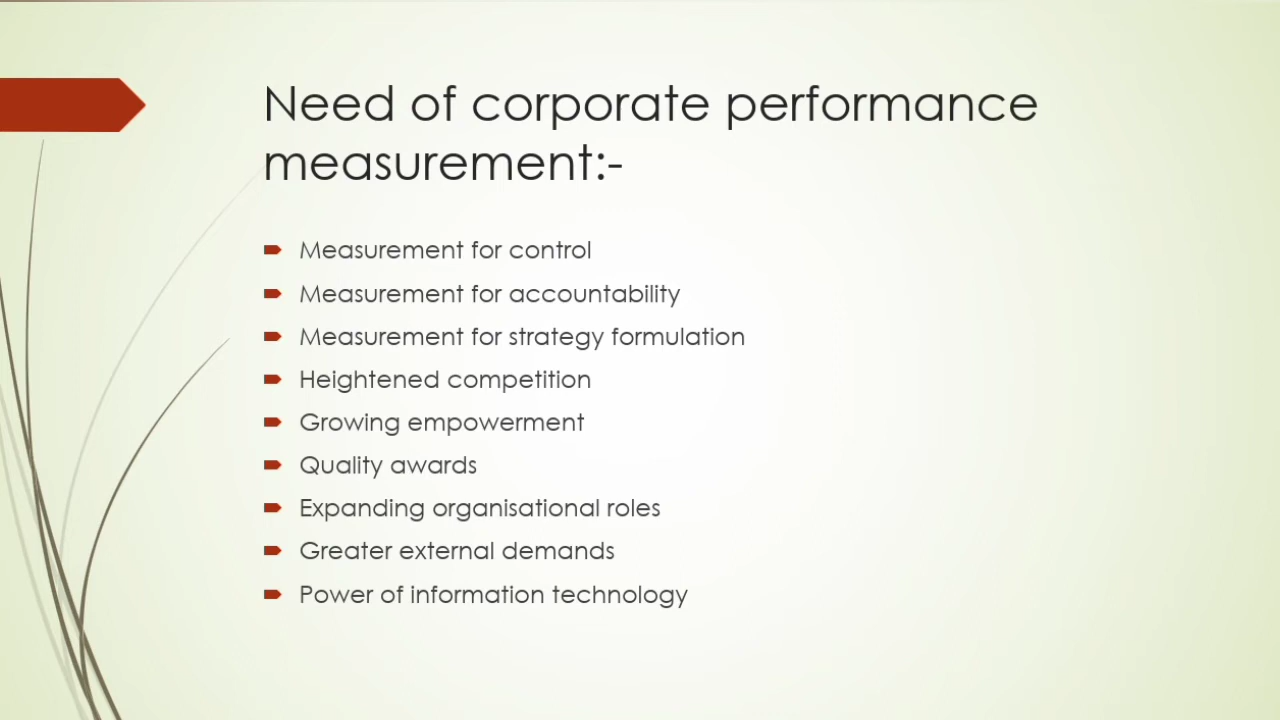 Need of corporate performance
measurement:-
Measurement for control
Measurement for accountability
Measurement for strategy formulation
Heightened competition
Growing empowerment
Quality awards
Expanding organisational roles
Greater external demands
Power of information technology